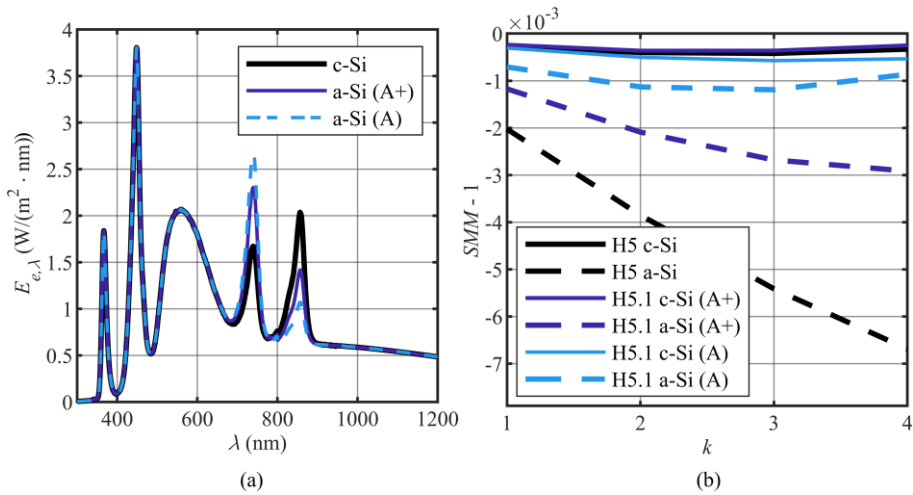 4
3.5
3
2.5
2
1.5
1
0.5
0
400 600 800 1000 1200
λ (nm)
E_{e,λ} (W/(m² · nm))
c-Si
a-Si (A+)
a-Si (A)
(a)
×10⁻³
0
-1
-2
-3
-4
-5
-6
-7
1 2 3 4
k
SMM - 1
H5 c-Si
H5 a-Si
H5.1 c-Si (A+)
H5.1 a-Si (A+)
H5.1 c-Si (A)
H5.1 a-Si (A)
(b)